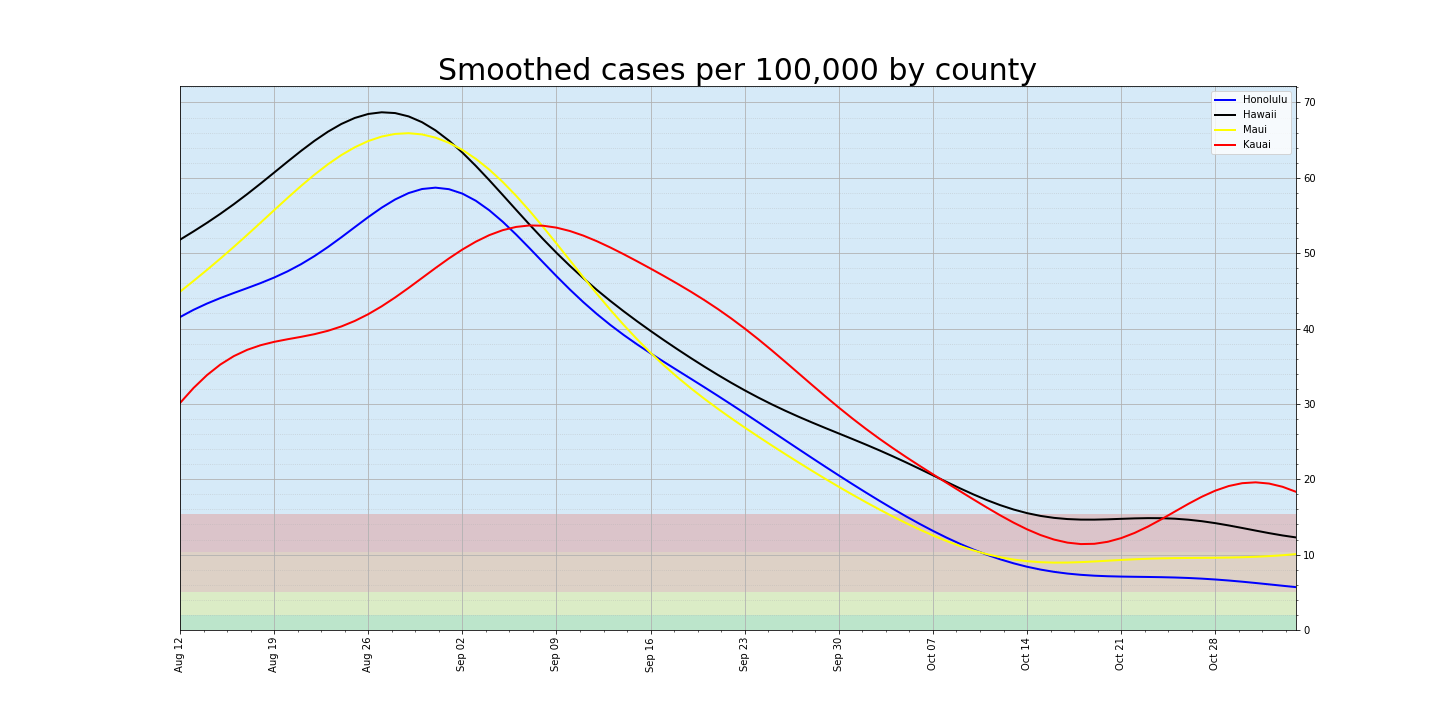 Smoothed cases per 100,000 by county
Honolulu
Hawaii
Maui
Kauai
70
60
50
40
30
20
10
0
Aug 12
Aug 19
Aug 26
Sep 02
Sep 09
Sep 16
Sep 23
Sep 30
Oct 07
Oct 14
Oct 21
Oct 28